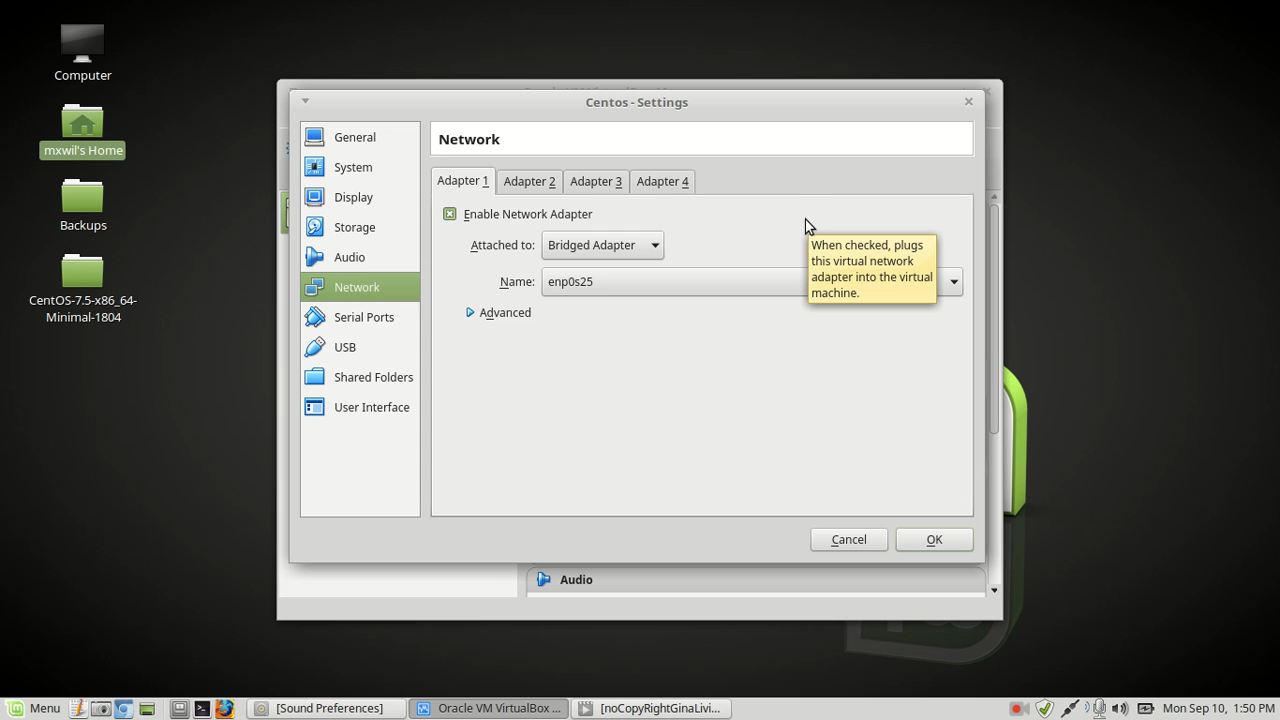 Computer
mxwil's Home
Backups
CentOS-7.5-x86_64-
Minimal-1804
Centos - Settings
General
System
Display
Storage
Audio
Network
Serial Ports
USB
Shared Folders
User Interface
Network
Adapter 1
Adapter 2
Adapter 3
Adapter 4
Enable Network Adapter
Attached to:
Bridged Adapter
Name:
enp0s25
Advanced
When checked, plugs
this virtual network
adapter into the virtual
machine.
Cancel
OK
Audio
Menu
[Sound Preferences]
Oracle VM VirtualBox ...
[noCopyRightGinaLivi...
Mon Sep 10, 1:50 PM